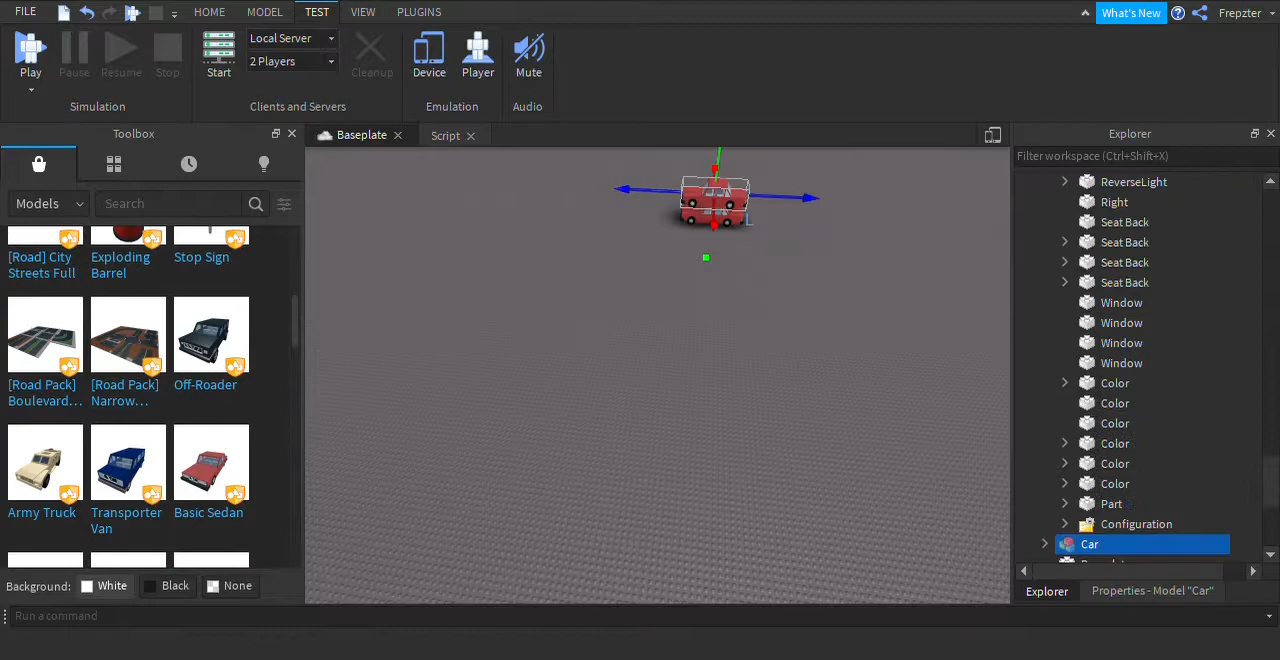 FILE HOME MODEL TEST VIEW PLUGINS What's New Frepzter
Play Pause Resume Stop Start Local Server 2 Players Cleanup Device Player Mute
Simulation Clients and Servers Emulation Audio
Toolbox
Models Search
[Road] City Streets Full
Exploding Barrel
Stop Sign
[Road Pack] Boulevard...
[Road Pack] Narrow...
Off-Roader
Army Truck
Transporter Van
Basic Sedan
Background: White Black None
Baseplate Script
L
Explorer
Filter workspace (Ctrl+Shift+X)
ReverseLight
Right
Seat Back
Seat Back
Seat Back
Seat Back
Window
Window
Window
Window
Color
Color
Color
Color
Color
Color
Part
Configuration
Car
Explorer Properties - Model "Car"
Run a command